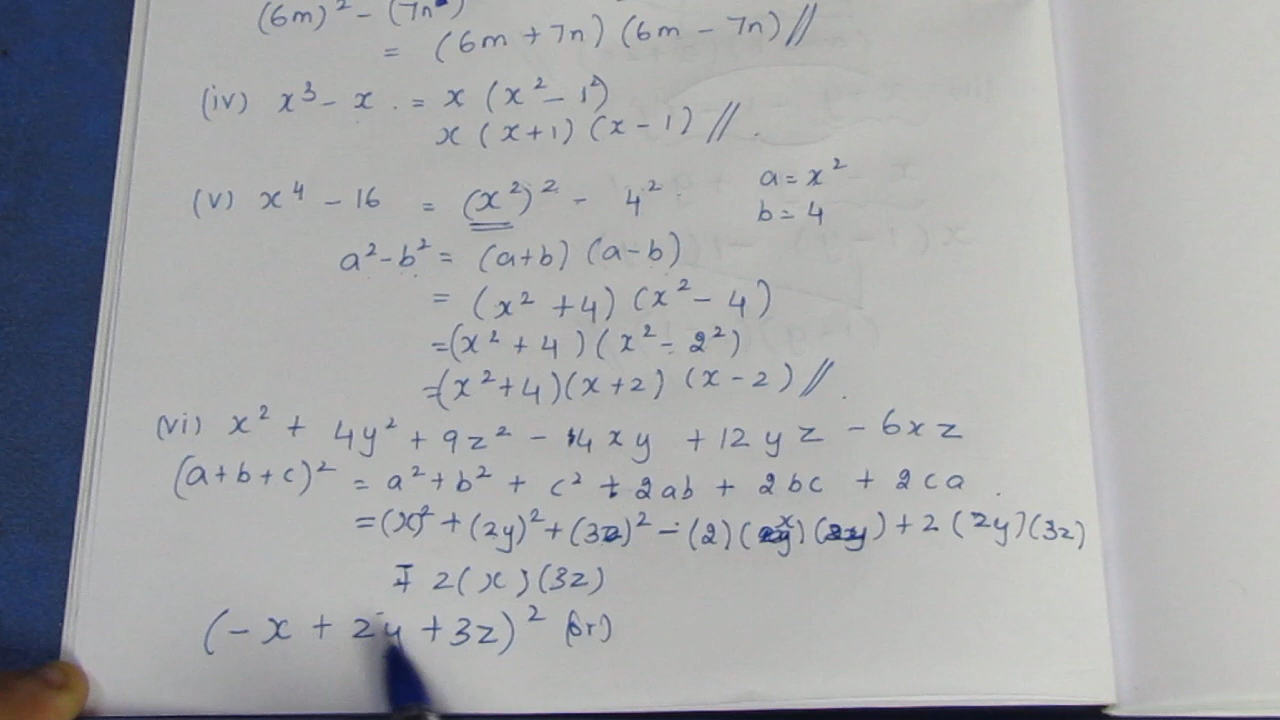 (6m)² - (7n)²
= (6m + 7n) (6m - 7n) //
(iv) x³ - x . = x (x² - 1²)
x (x+1) (x-1) // .
(v) x⁴ - 16 = (x²)² - 4²
a = x²
b = 4
a² - b² = (a+b) (a-b)
= (x² + 4) (x² - 4)
= (x² + 4) (x² - 2²)
= (x² + 4) (x + 2) (x - 2) // .
(vi) x² + 4y² + 9z² - 4xy + 12yz - 6xz
(a+b+c)² = a² + b² + c² + 2ab + 2bc + 2ca .
= (x)² + (2y)² + (3z)² - (2) (x) (2y) + 2 (2y) (3z)
- 2(x)(3z)
(-x + 2y + 3z)² (or)